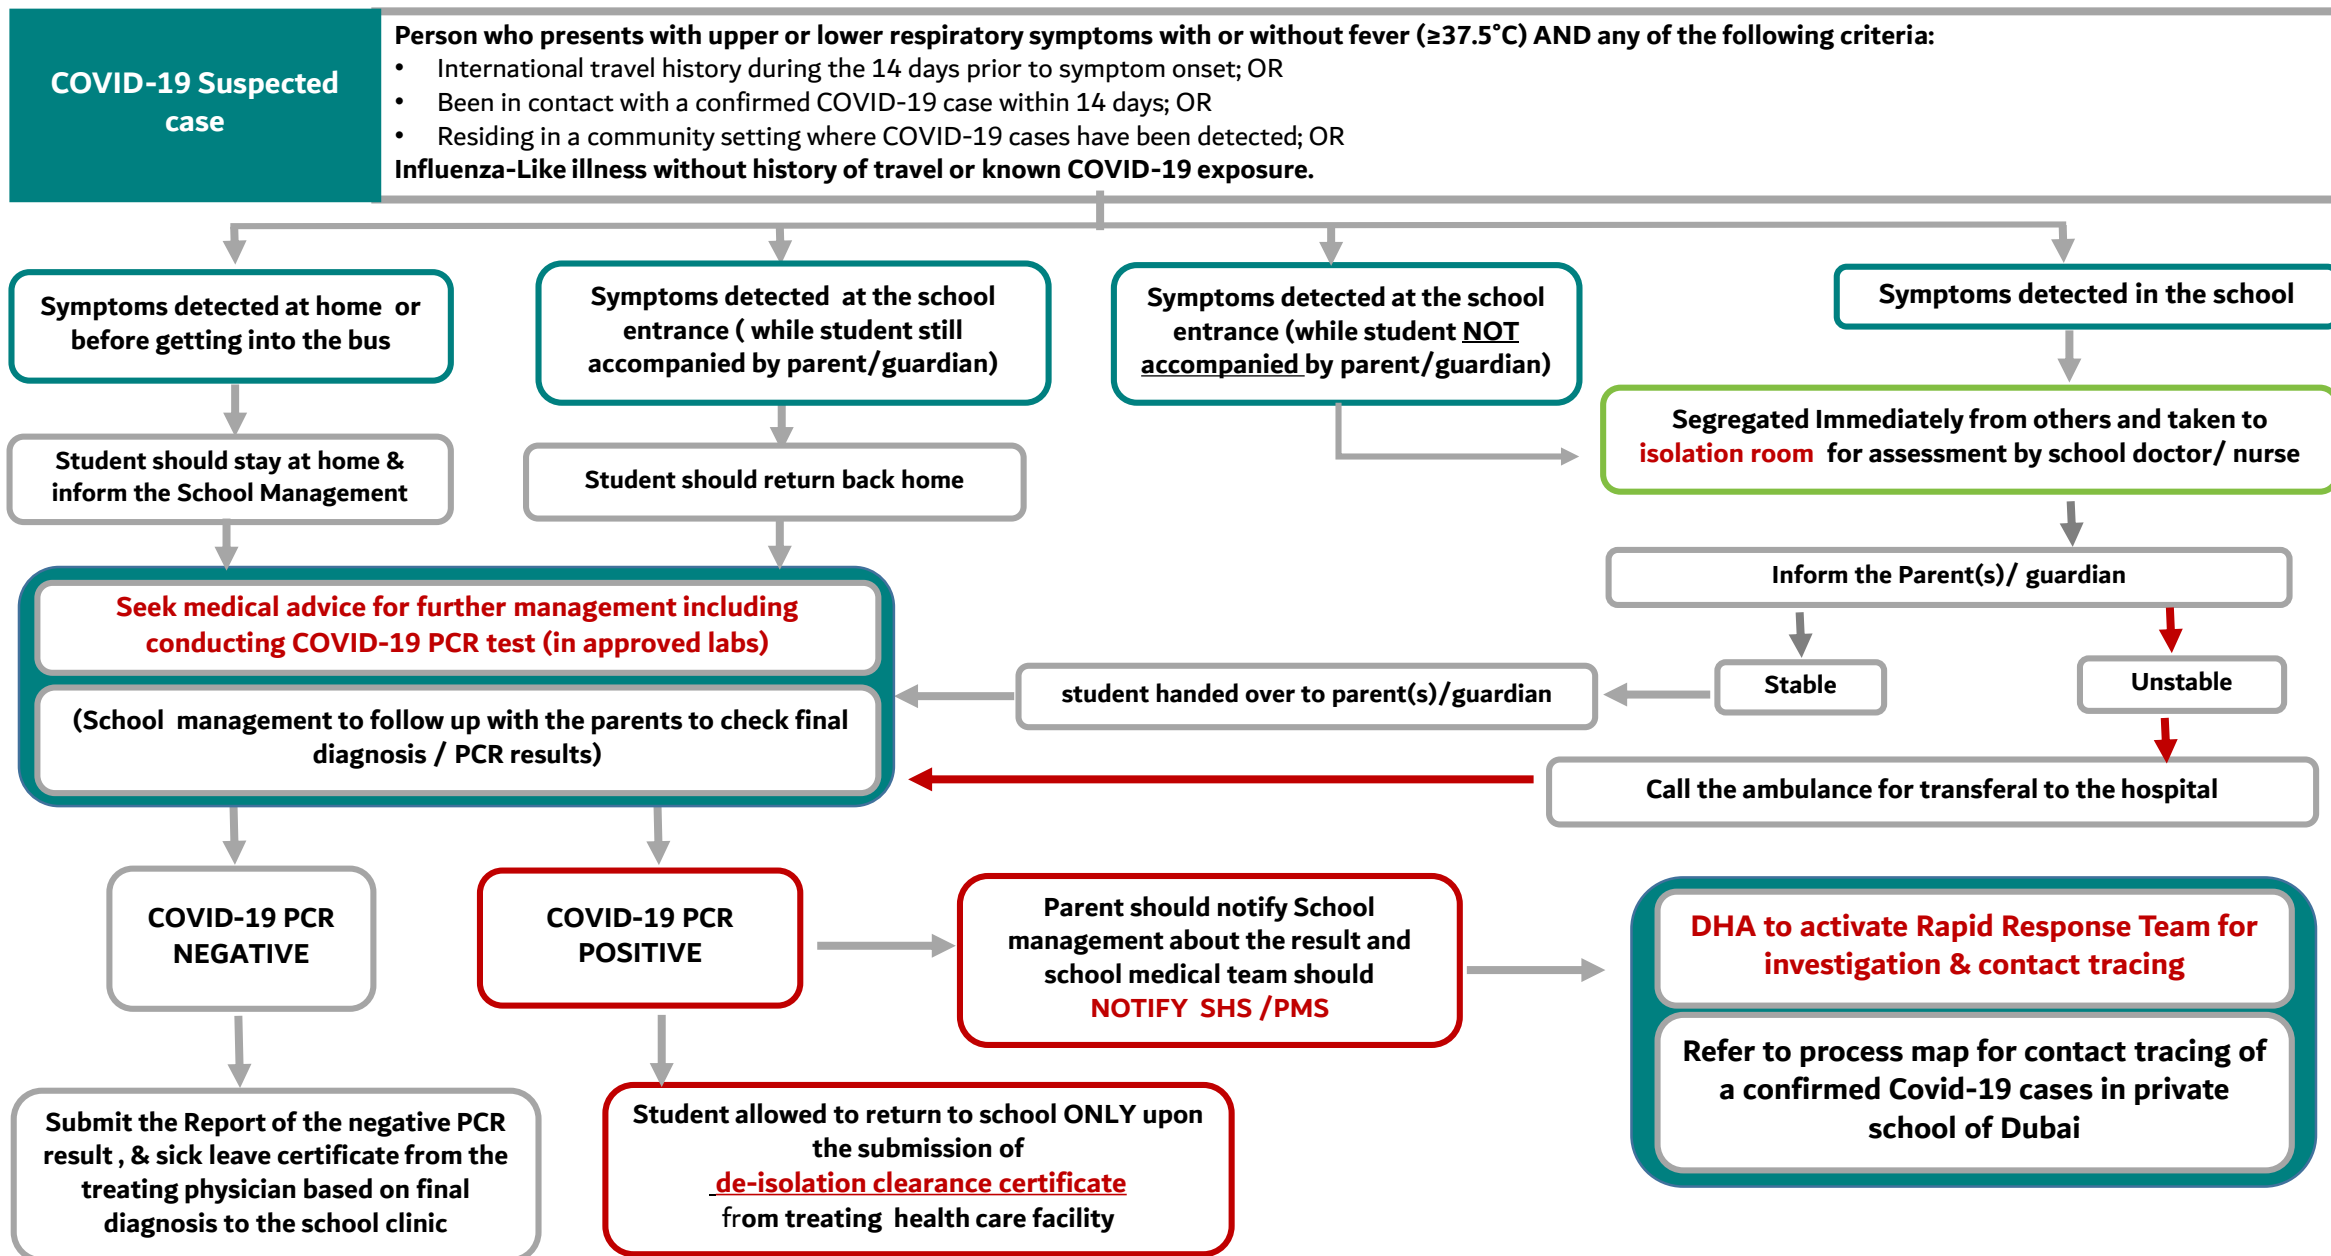 COVID-19 Suspected
case
Person who presents with upper or lower respiratory symptoms with or without fever (≥37.5°C) AND any of the following criteria:
• International travel history during the 14 days prior to symptom onset; OR
• Been in contact with a confirmed COVID-19 case within 14 days; OR
• Residing in a community setting where COVID-19 cases have been detected; OR
Influenza-Like illness without history of travel or known COVID-19 exposure.
Symptoms detected at home or
before getting into the bus
Symptoms detected at the school
entrance ( while student still
accompanied by parent/guardian)
Symptoms detected at the school
entrance (while student NOT
accompanied by parent/guardian)
Symptoms detected in the school
Student should stay at home &
inform the School Management
Student should return back home
Segregated Immediately from others and taken to
isolation room for assessment by school doctor/ nurse
Inform the Parent(s)/ guardian
Seek medical advice for further management including
conducting COVID-19 PCR test (in approved labs)
(School management to follow up with the parents to check final
diagnosis / PCR results)
student handed over to parent(s)/guardian
Stable
Unstable
Call the ambulance for transferal to the hospital
COVID-19 PCR
NEGATIVE
COVID-19 PCR
POSITIVE
Parent should notify School
management about the result and
school medical team should
NOTIFY SHS /PMS
DHA to activate Rapid Response Team for
investigation & contact tracing
Refer to process map for contact tracing of
a confirmed Covid-19 cases in private
school of Dubai
Submit the Report of the negative PCR
result , & sick leave certificate from the
treating physician based on final
diagnosis to the school clinic
Student allowed to return to school ONLY upon
the submission of
de-isolation clearance certificate
from treating health care facility